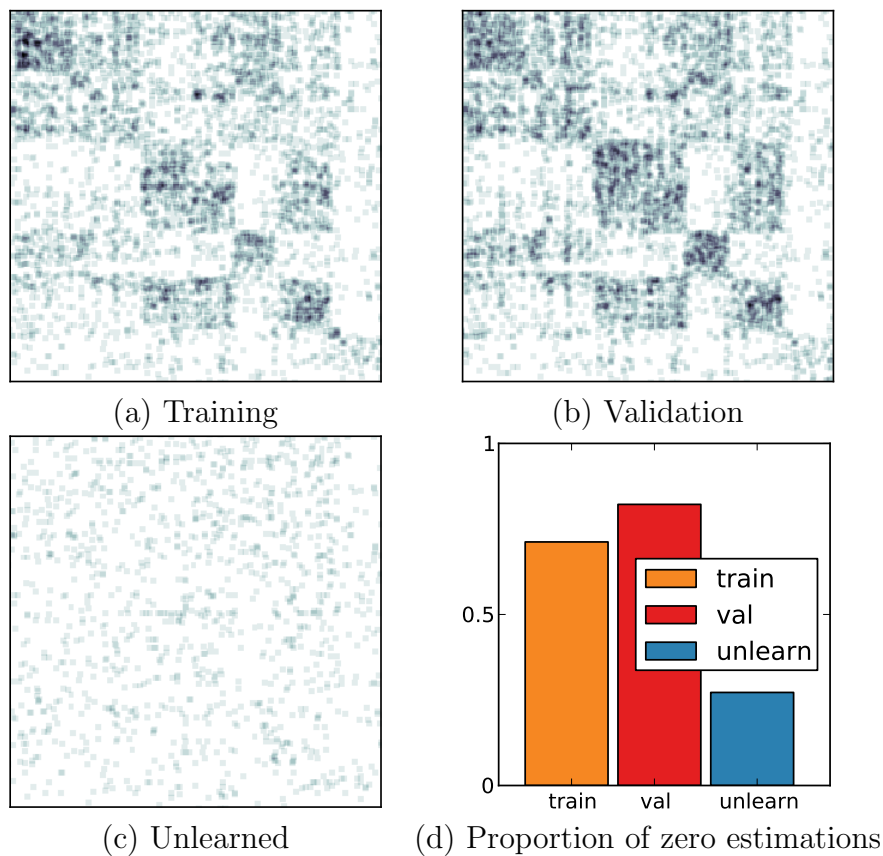 (a) Training
(b) Validation
(c) Unlearned
1
0.5
0
train
val
unlearn
train
val
unlearn
(d) Proportion of zero estimations